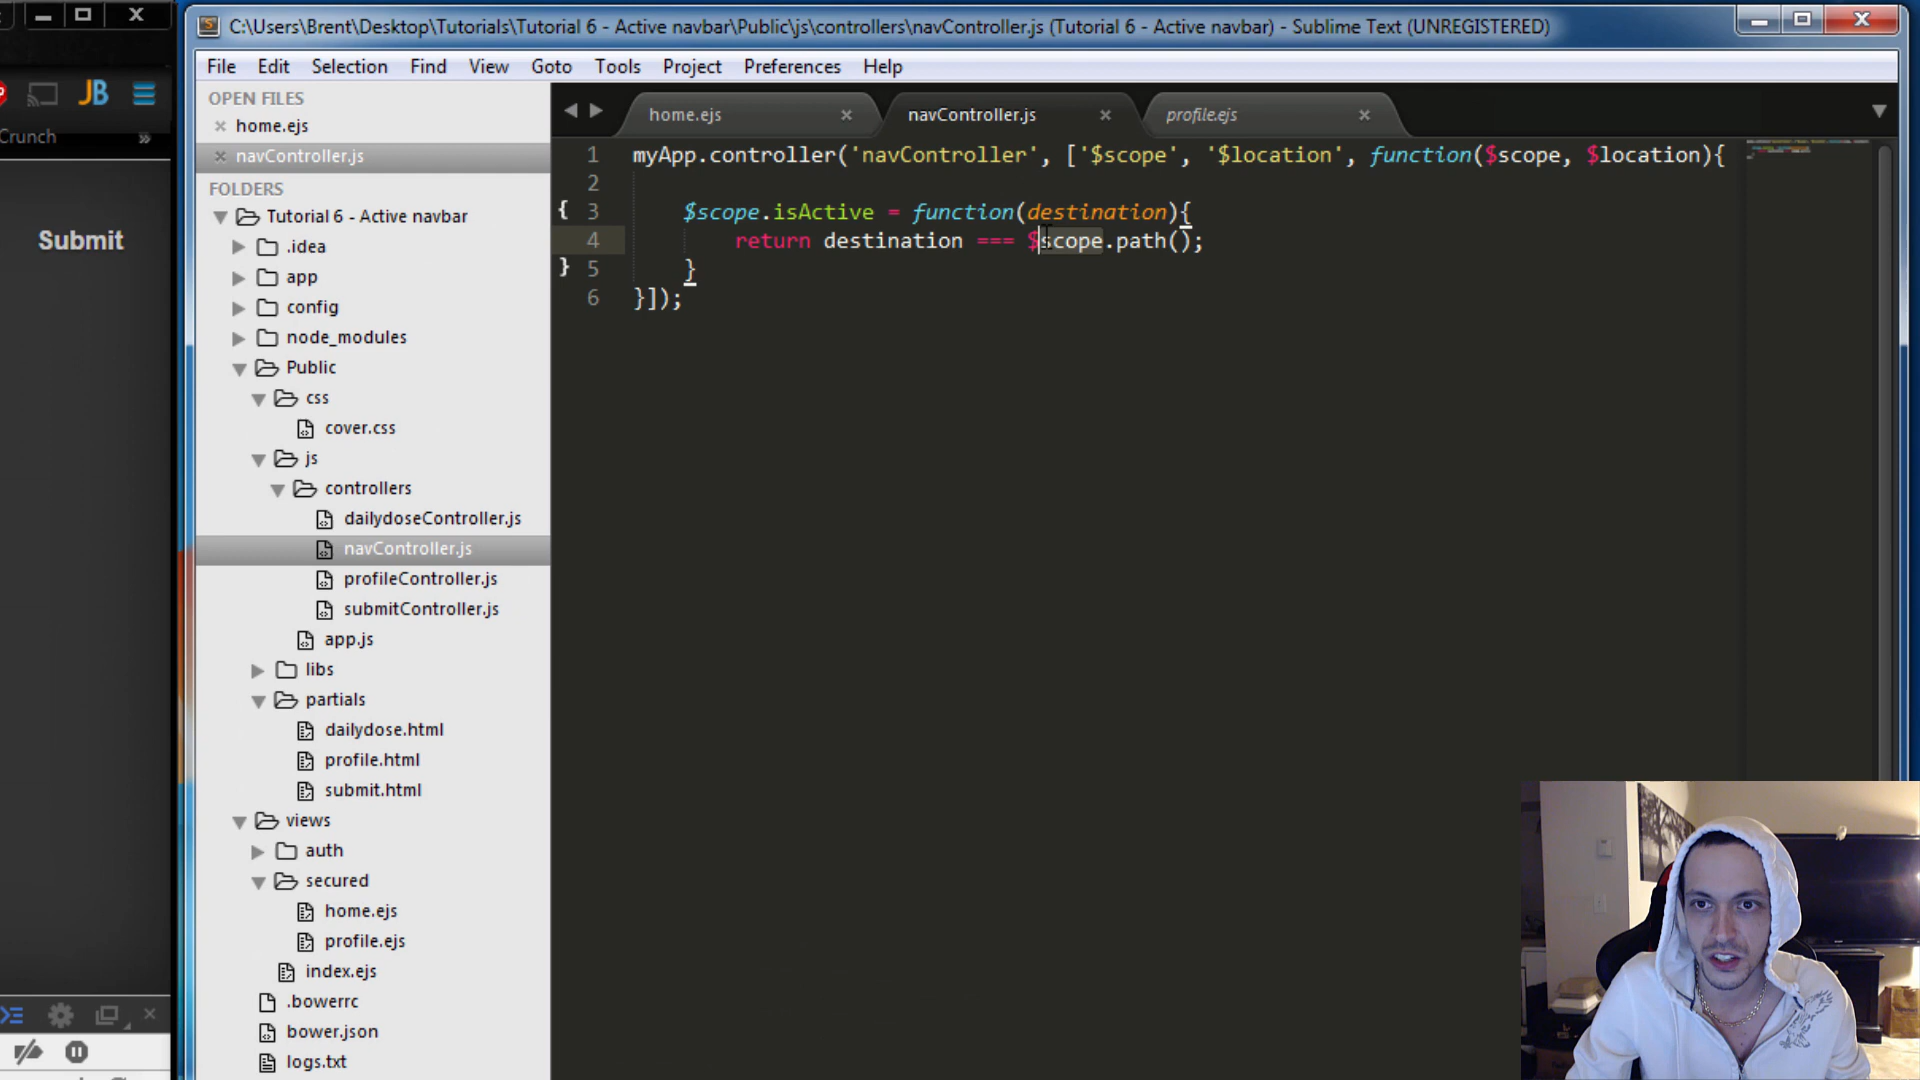 C:\Users\Brent\Desktop\Tutorials\Tutorial 6 - Active navbar\Public\js\controllers\navController.js (Tutorial 6 - Active navbar) - Sublime Text (UNREGISTERED)
File Edit Selection Find View Goto Tools Project Preferences Help
JB
Crunch »
Submit
OPEN FILES
home.ejs
navController.js
FOLDERS
Tutorial 6 - Active navbar
.idea
app
config
node_modules
Public
css
cover.css
js
controllers
dailydoseController.js
navController.js
profileController.js
submitController.js
app.js
libs
partials
dailydose.html
profile.html
submit.html
views
auth
secured
home.ejs
profile.ejs
index.ejs
.bowerrc
bower.json
logs.txt
home.ejs navController.js profile.ejs
1 myApp.controller('navController', ['$scope', '$location', function($scope, $location){
2
3 $scope.isActive = function(destination){
4 return destination === $scope.path();
5 }
6 }]);